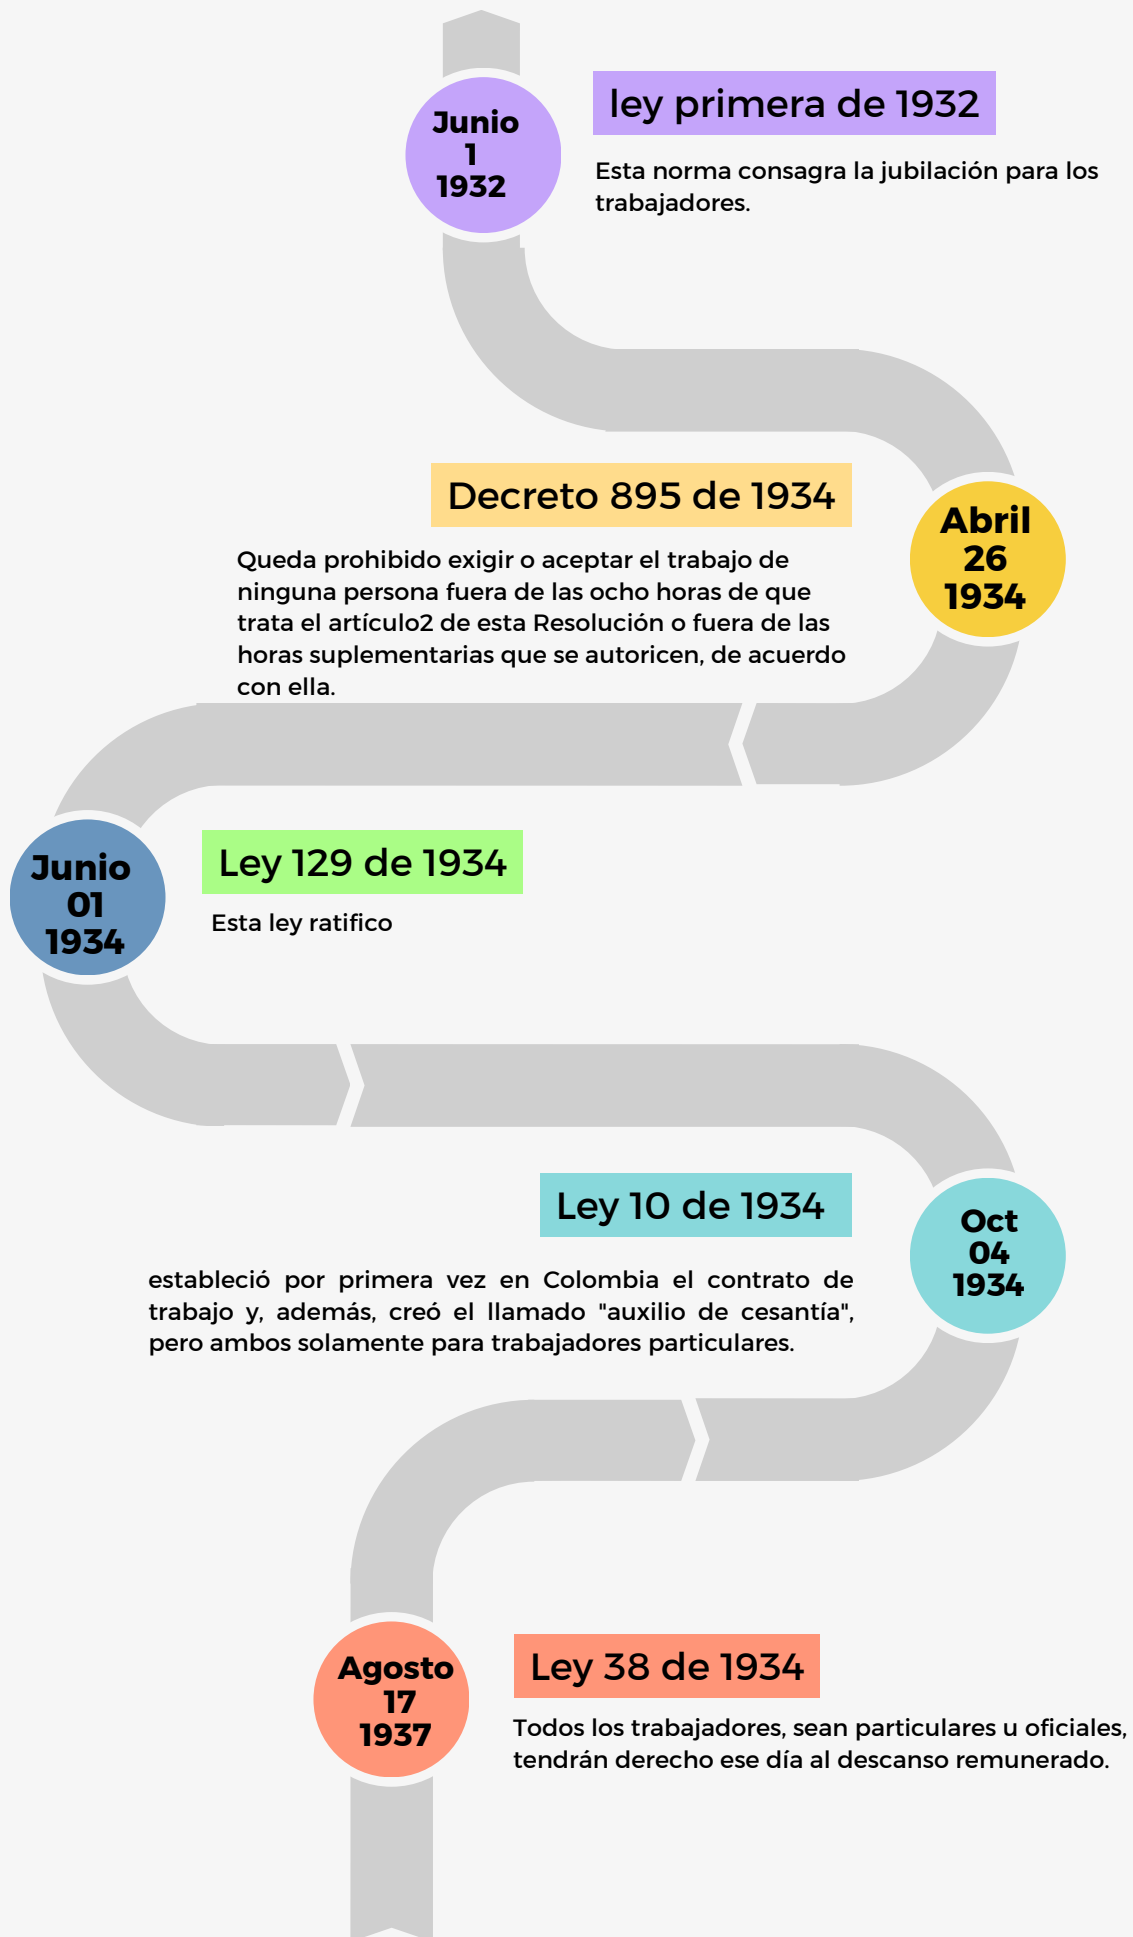 Junio
1
1932
ley primera de 1932
Esta norma consagra la jubilación para los
trabajadores.
Decreto 895 de 1934
Queda prohibido exigir o aceptar el trabajo de
ninguna persona fuera de las ocho horas de que
trata el artículo2 de esta Resolución o fuera de las
horas suplementarias que se autoricen, de acuerdo
con ella.
Abril
26
1934
Junio
01
1934
Ley 129 de 1934
Esta ley ratifico
Ley 10 de 1934
estableció por primera vez en Colombia el contrato de
trabajo y, además, creó el llamado "auxilio de cesantía",
pero ambos solamente para trabajadores particulares.
Oct
04
1934
Agosto
17
1937
Ley 38 de 1934
Todos los trabajadores, sean particulares u oficiales,
tendrán derecho ese día al descanso remunerado.